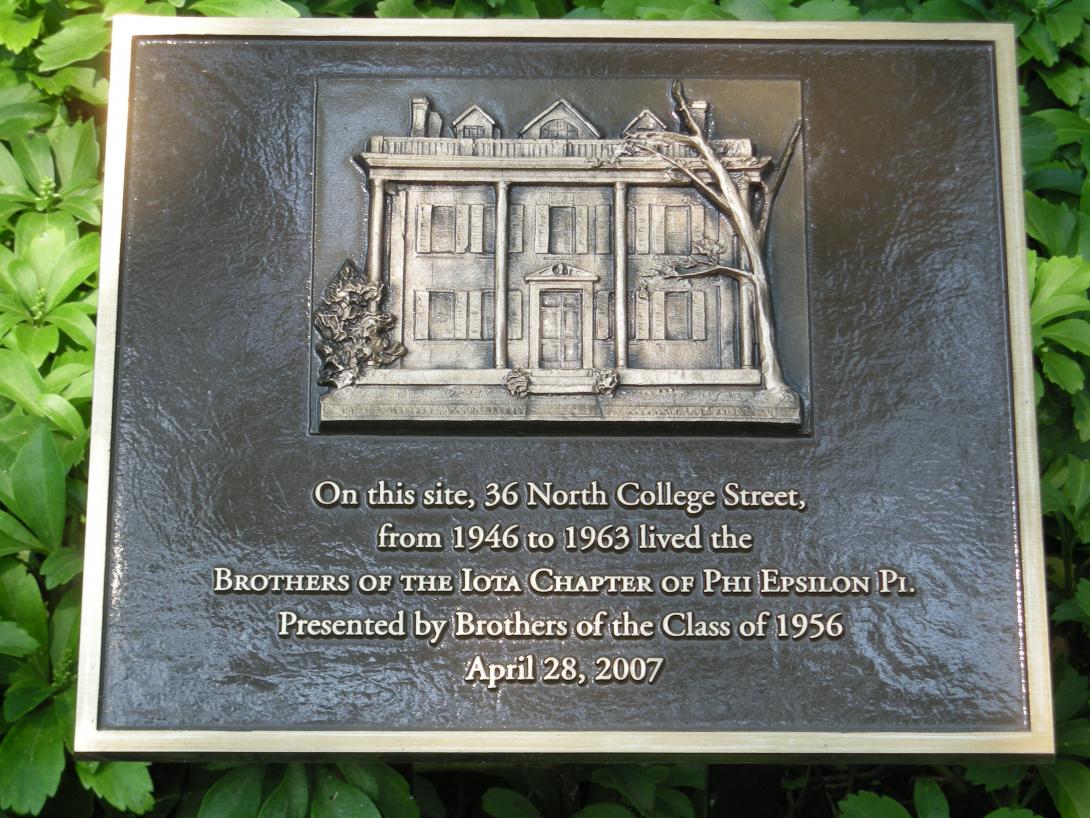 On this site, 36 North College Street,
from 1946 to 1963 lived the
BROTHERS OF THE IOTA CHAPTER OF PHI EPSILON PI.
Presented by Brothers of the Class of 1956
April 28, 2007